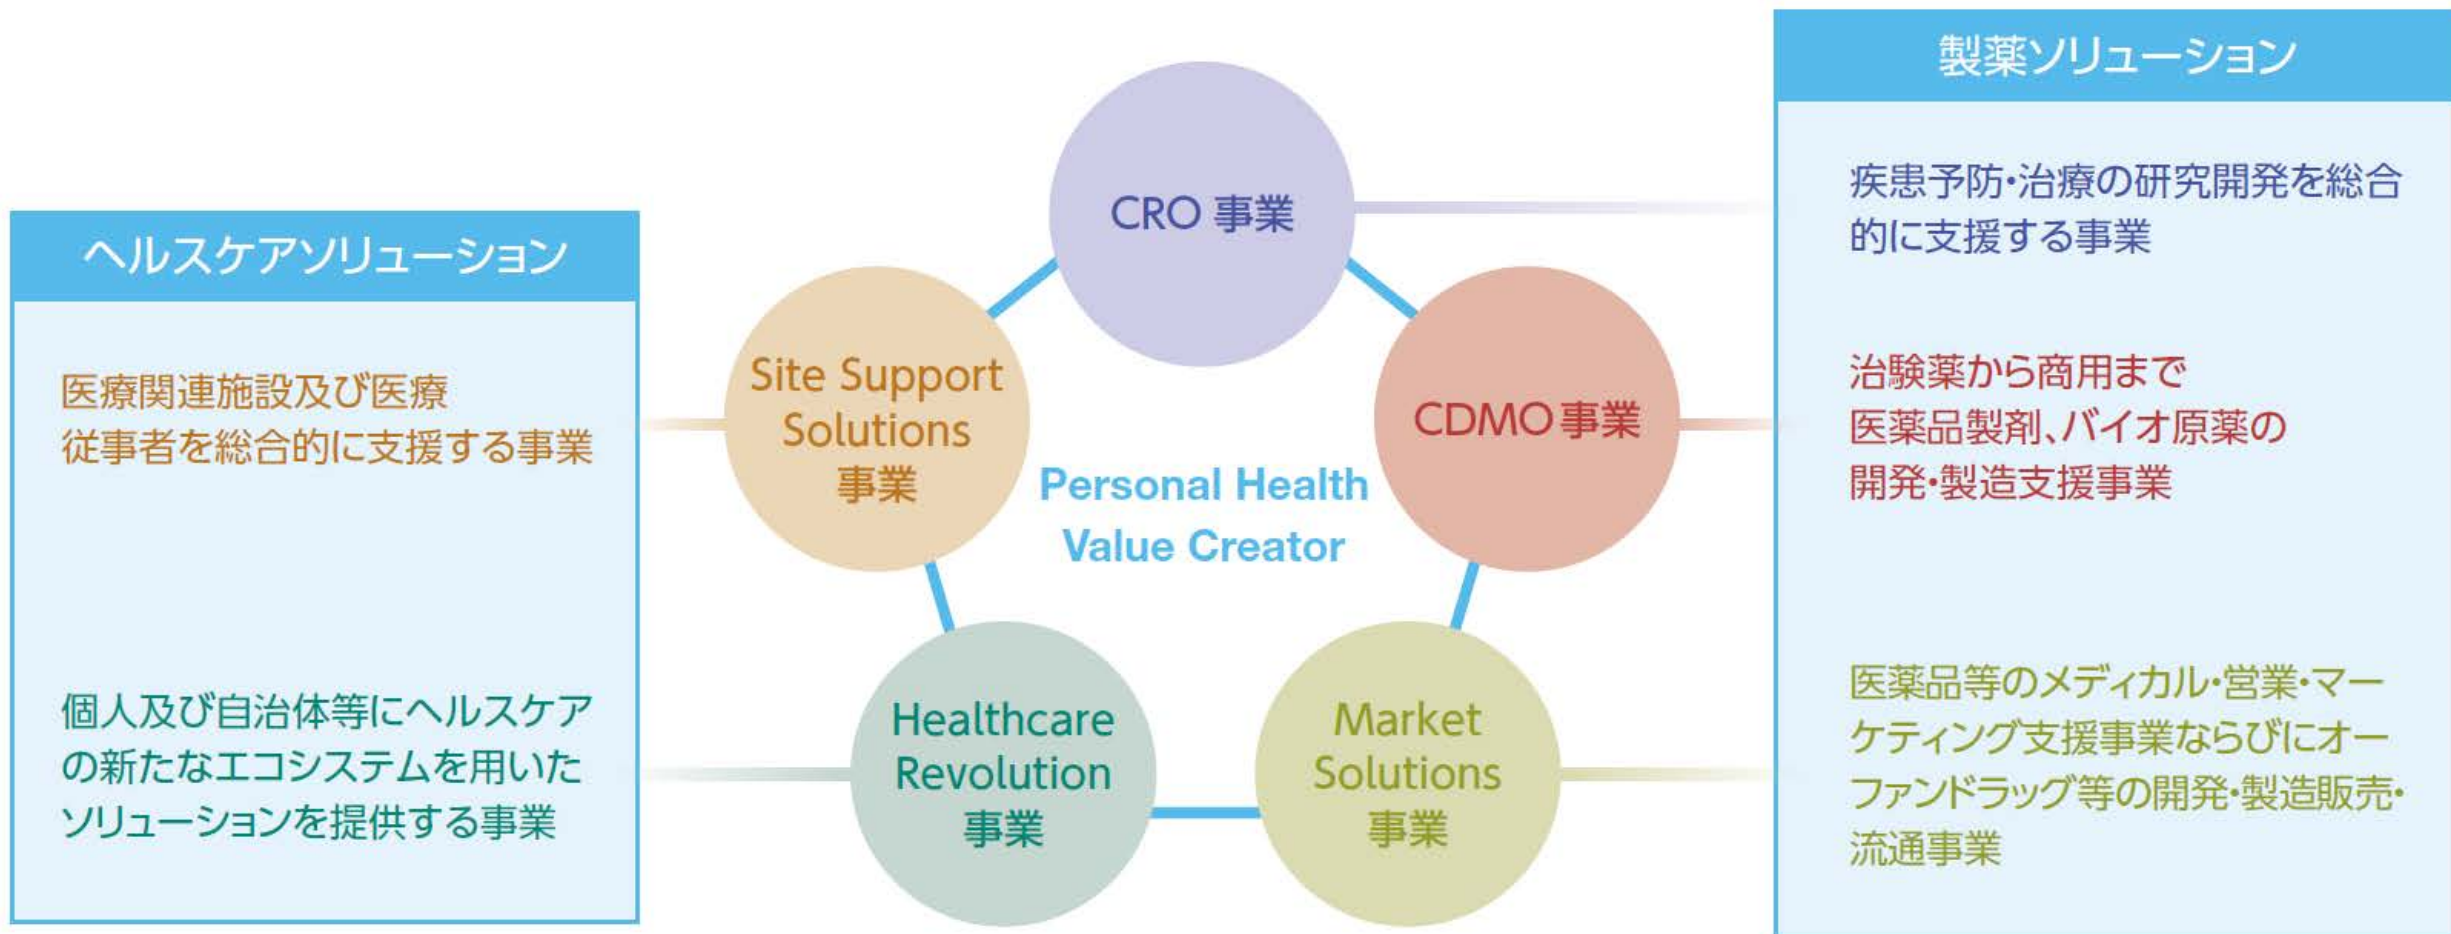 ヘルスケアソリューション
医療関連施設及び医療
従事者を総合的に支援する事業
個人及び自治体等にヘルスケア
の新たなエコシステムを用いた
ソリューションを提供する事業
CRO 事業
Site Support
Solutions
事業
CDMO 事業
Personal Health
Value Creator
Healthcare
Revolution
事業
Market
Solutions
事業
製薬ソリューション
疾患予防・治療の研究開発を総合
的に支援する事業
治験薬から商用まで
医薬品製剤、バイオ原薬の
開発・製造支援事業
医薬品等のメディカル・営業・マー
ケティング支援事業ならびにオー
ファンドラッグ等の開発・製造販売・
流通事業